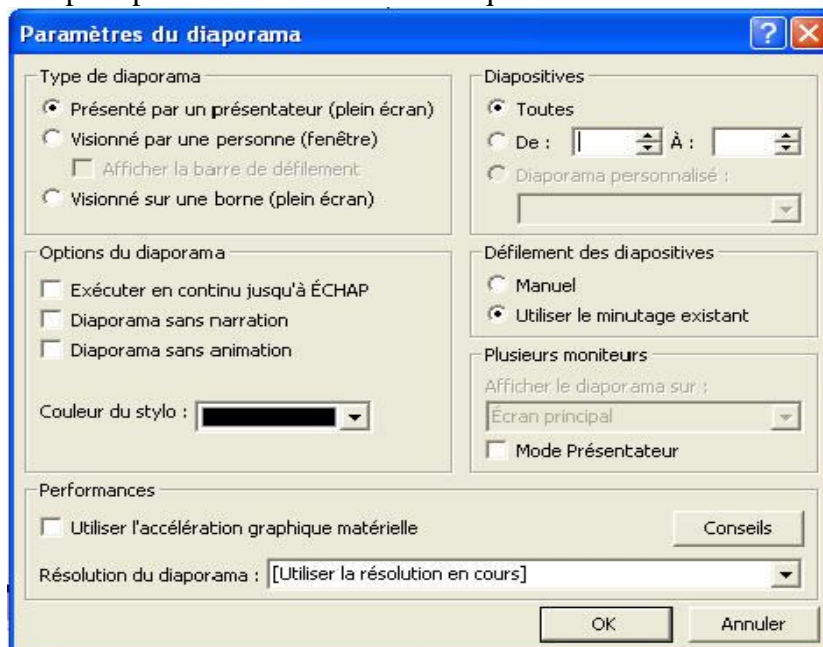 Paramètres du diaporama
Type de diaporama
Présenté par un présentateur (plein écran)
Visionné par une personne (fenêtre)
Afficher la barre de défilement
Visionné sur une borne (plein écran)
Diapositives
Toutes
De : À :
Diaporama personnalisé :
Options du diaporama
Exécuter en continu jusqu'à ÉCHAP
Diaporama sans narration
Diaporama sans animation
Couleur du stylo :
Défilement des diapositives
Manuel
Utiliser le minutage existant
Plusieurs moniteurs
Afficher le diaporama sur :
Écran principal
Mode Présentateur
Performances
Utiliser l'accélération graphique matérielle
Conseils
Résolution du diaporama : [Utiliser la résolution en cours]
OK Annuler